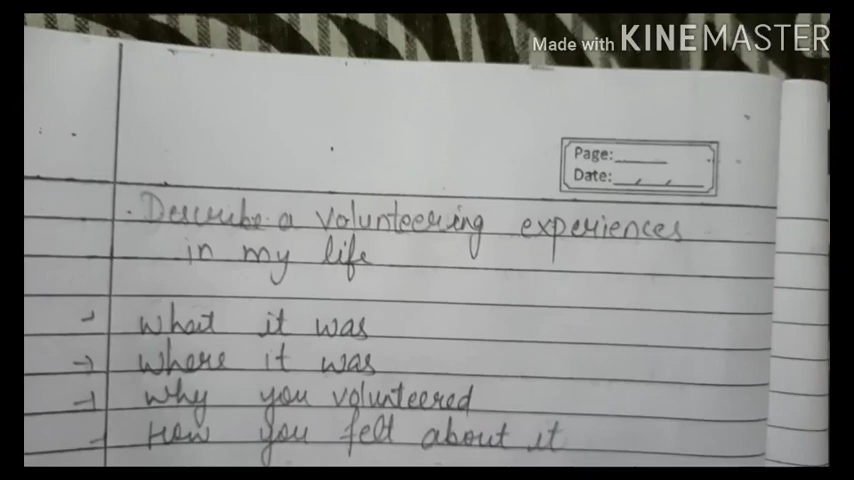 Made with KINEMASTER
Page:
Date:
Describe a volunteering experiences
in my life
→ What it was
→ where it was
→ why you volunteered
→ How you felt about it